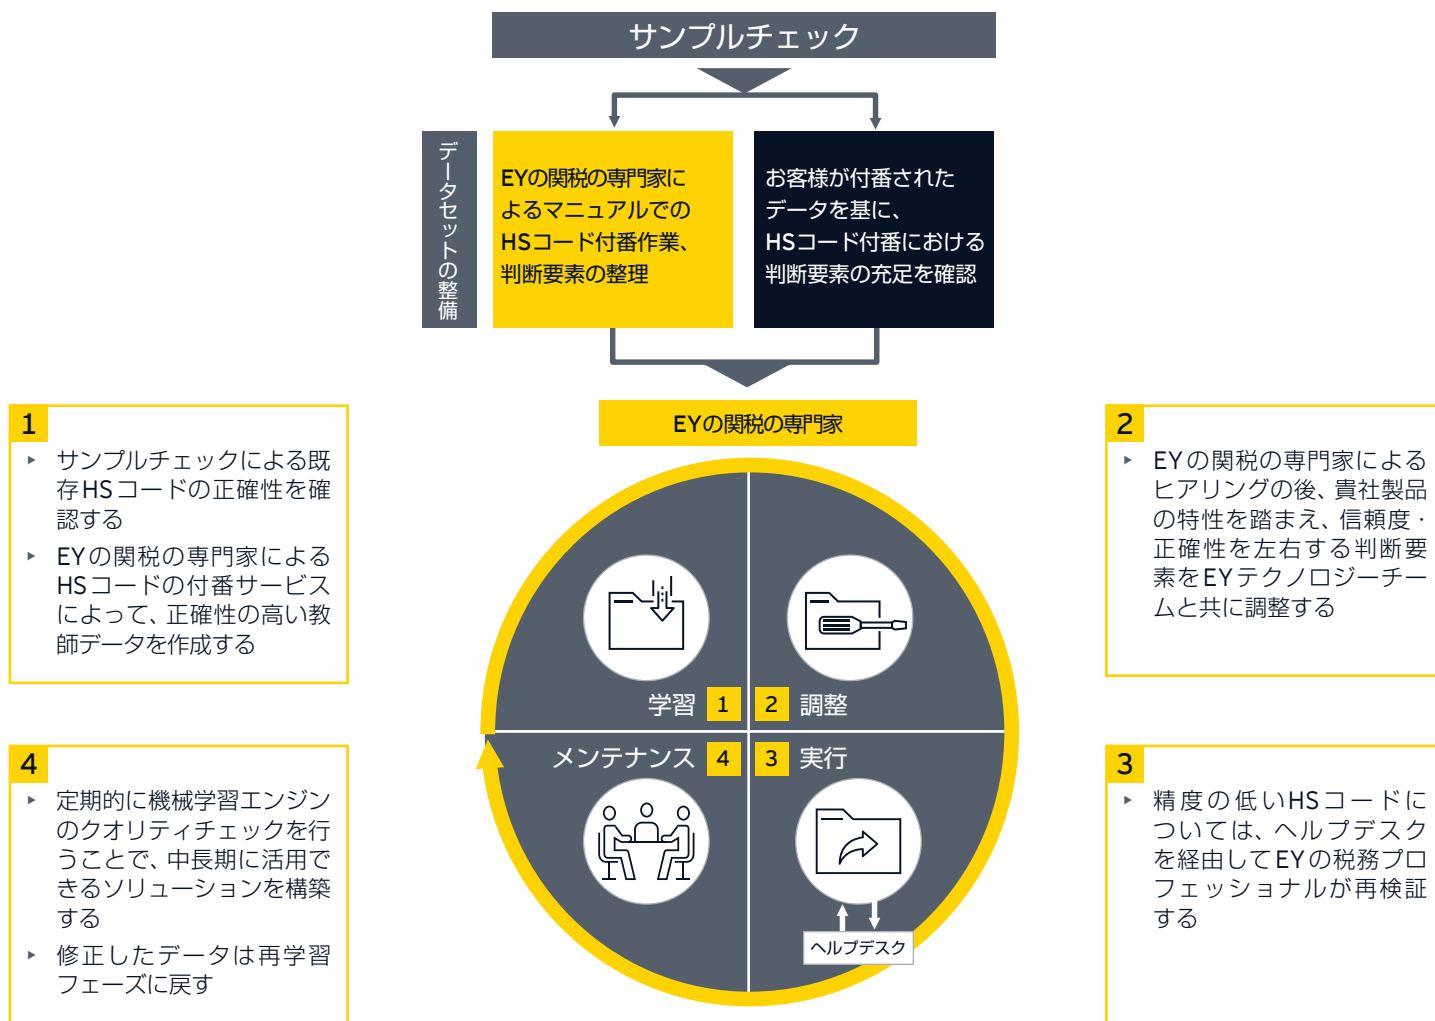 サンプルチェック
データセットの整備
EYの関税の専門家に
よるマニュアルでの
HSコード付番作業、
判断要素の整理
お客様が付番された
データを基に、
HSコード付番における
判断要素の充足を確認
EYの関税の専門家
1
▸ サンプルチェックによる既
存HSコードの正確性を確
認する
▸ EYの関税の専門家による
HSコードの付番サービス
によって、正確性の高い教
師データを作成する
2
▸ EYの関税の専門家による
ヒアリングの後、貴社製品
の特性を踏まえ、信頼度・
正確性を左右する判断要
素をEYテクノロジーチー
ムと共に調整する
学習 1
2 調整
メンテナンス 4
3 実行
ヘルプデスク
4
▸ 定期的に機械学習エンジン
のクオリティチェックを行
うことで、中長期に活用で
きるソリューションを構築
する
▸ 修正したデータは再学習
フェーズに戻す
3
▸ 精度の低いHSコードに
ついては、ヘルプデスク
を経由してEYの税務プロ
フェッショナルが再検証
する